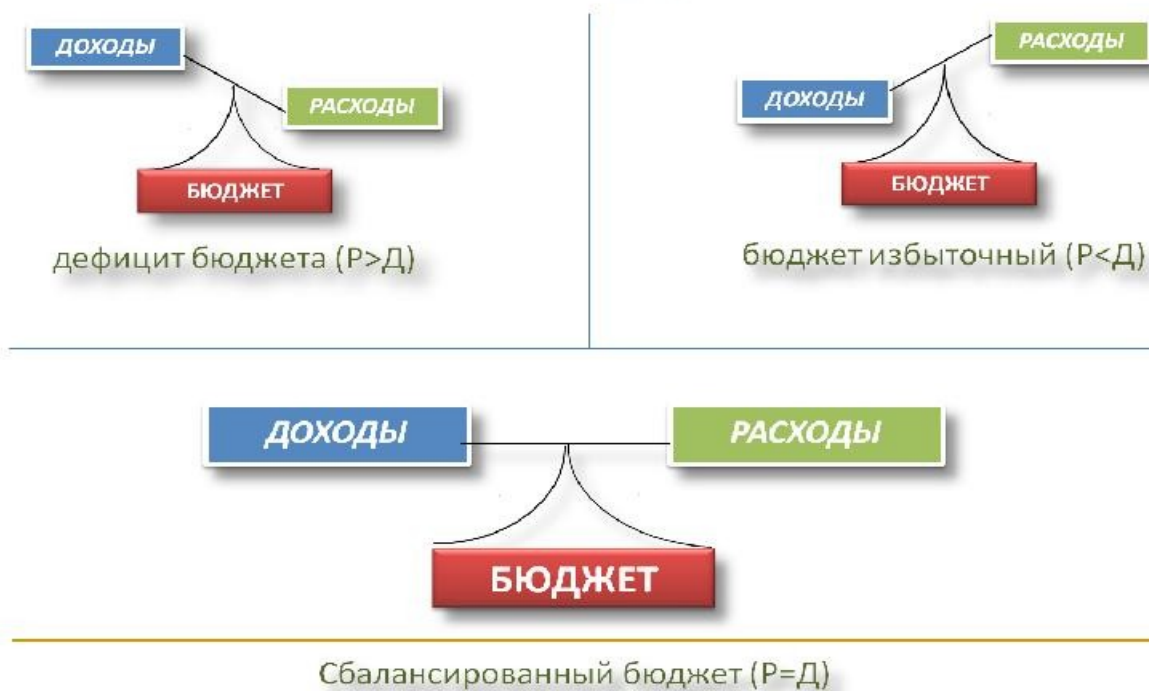 ДОХОДЫ
РАСХОДЫ
БЮДЖЕТ
дефицит бюджета (Р>Д)
РАСХОДЫ
ДОХОДЫ
БЮДЖЕТ
бюджет избыточный (Р<Д)
ДОХОДЫ
РАСХОДЫ
БЮДЖЕТ
Сбалансированный бюджет (Р=Д)